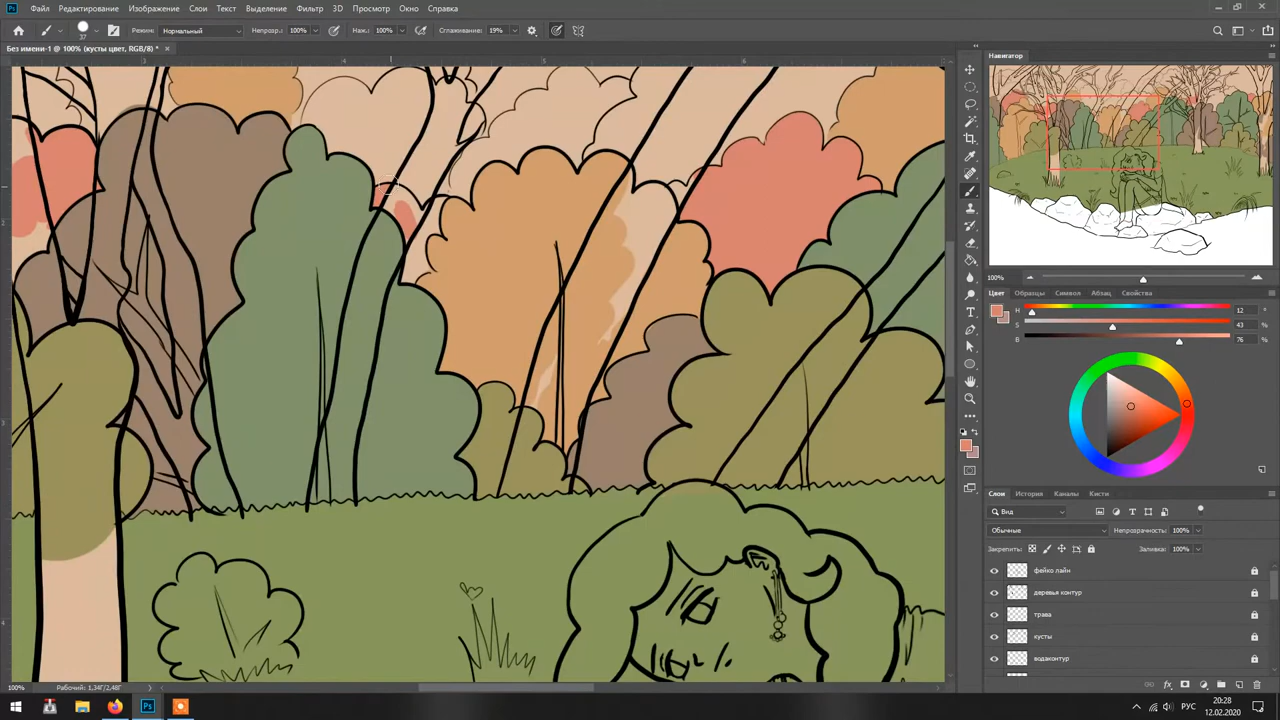 Файл Редактирование Изображение Слои Текст Выделение Фильтр 3D Просмотр Окно Справка
37 Режим: Нормальный Непрозр.: 100% Наж.: 100% Сглаживание: 19%
Без имени-1 @ 100% (кусты цвет, RGB/8) *
Навигатор
100%
Цвет Образцы Символ Абзац Свойства
H 12 °
S 43 %
B 76 %
Слои История Каналы Кисти
Вид
Обычные Непрозрачность: 100%
Закрепить: Заливка: 100%
фейко лайн
деревья контур
трава
кусты
водаконтур
100% Рабочий: 1,34Г/2,48Г
РУС 20:28
12.02.2020